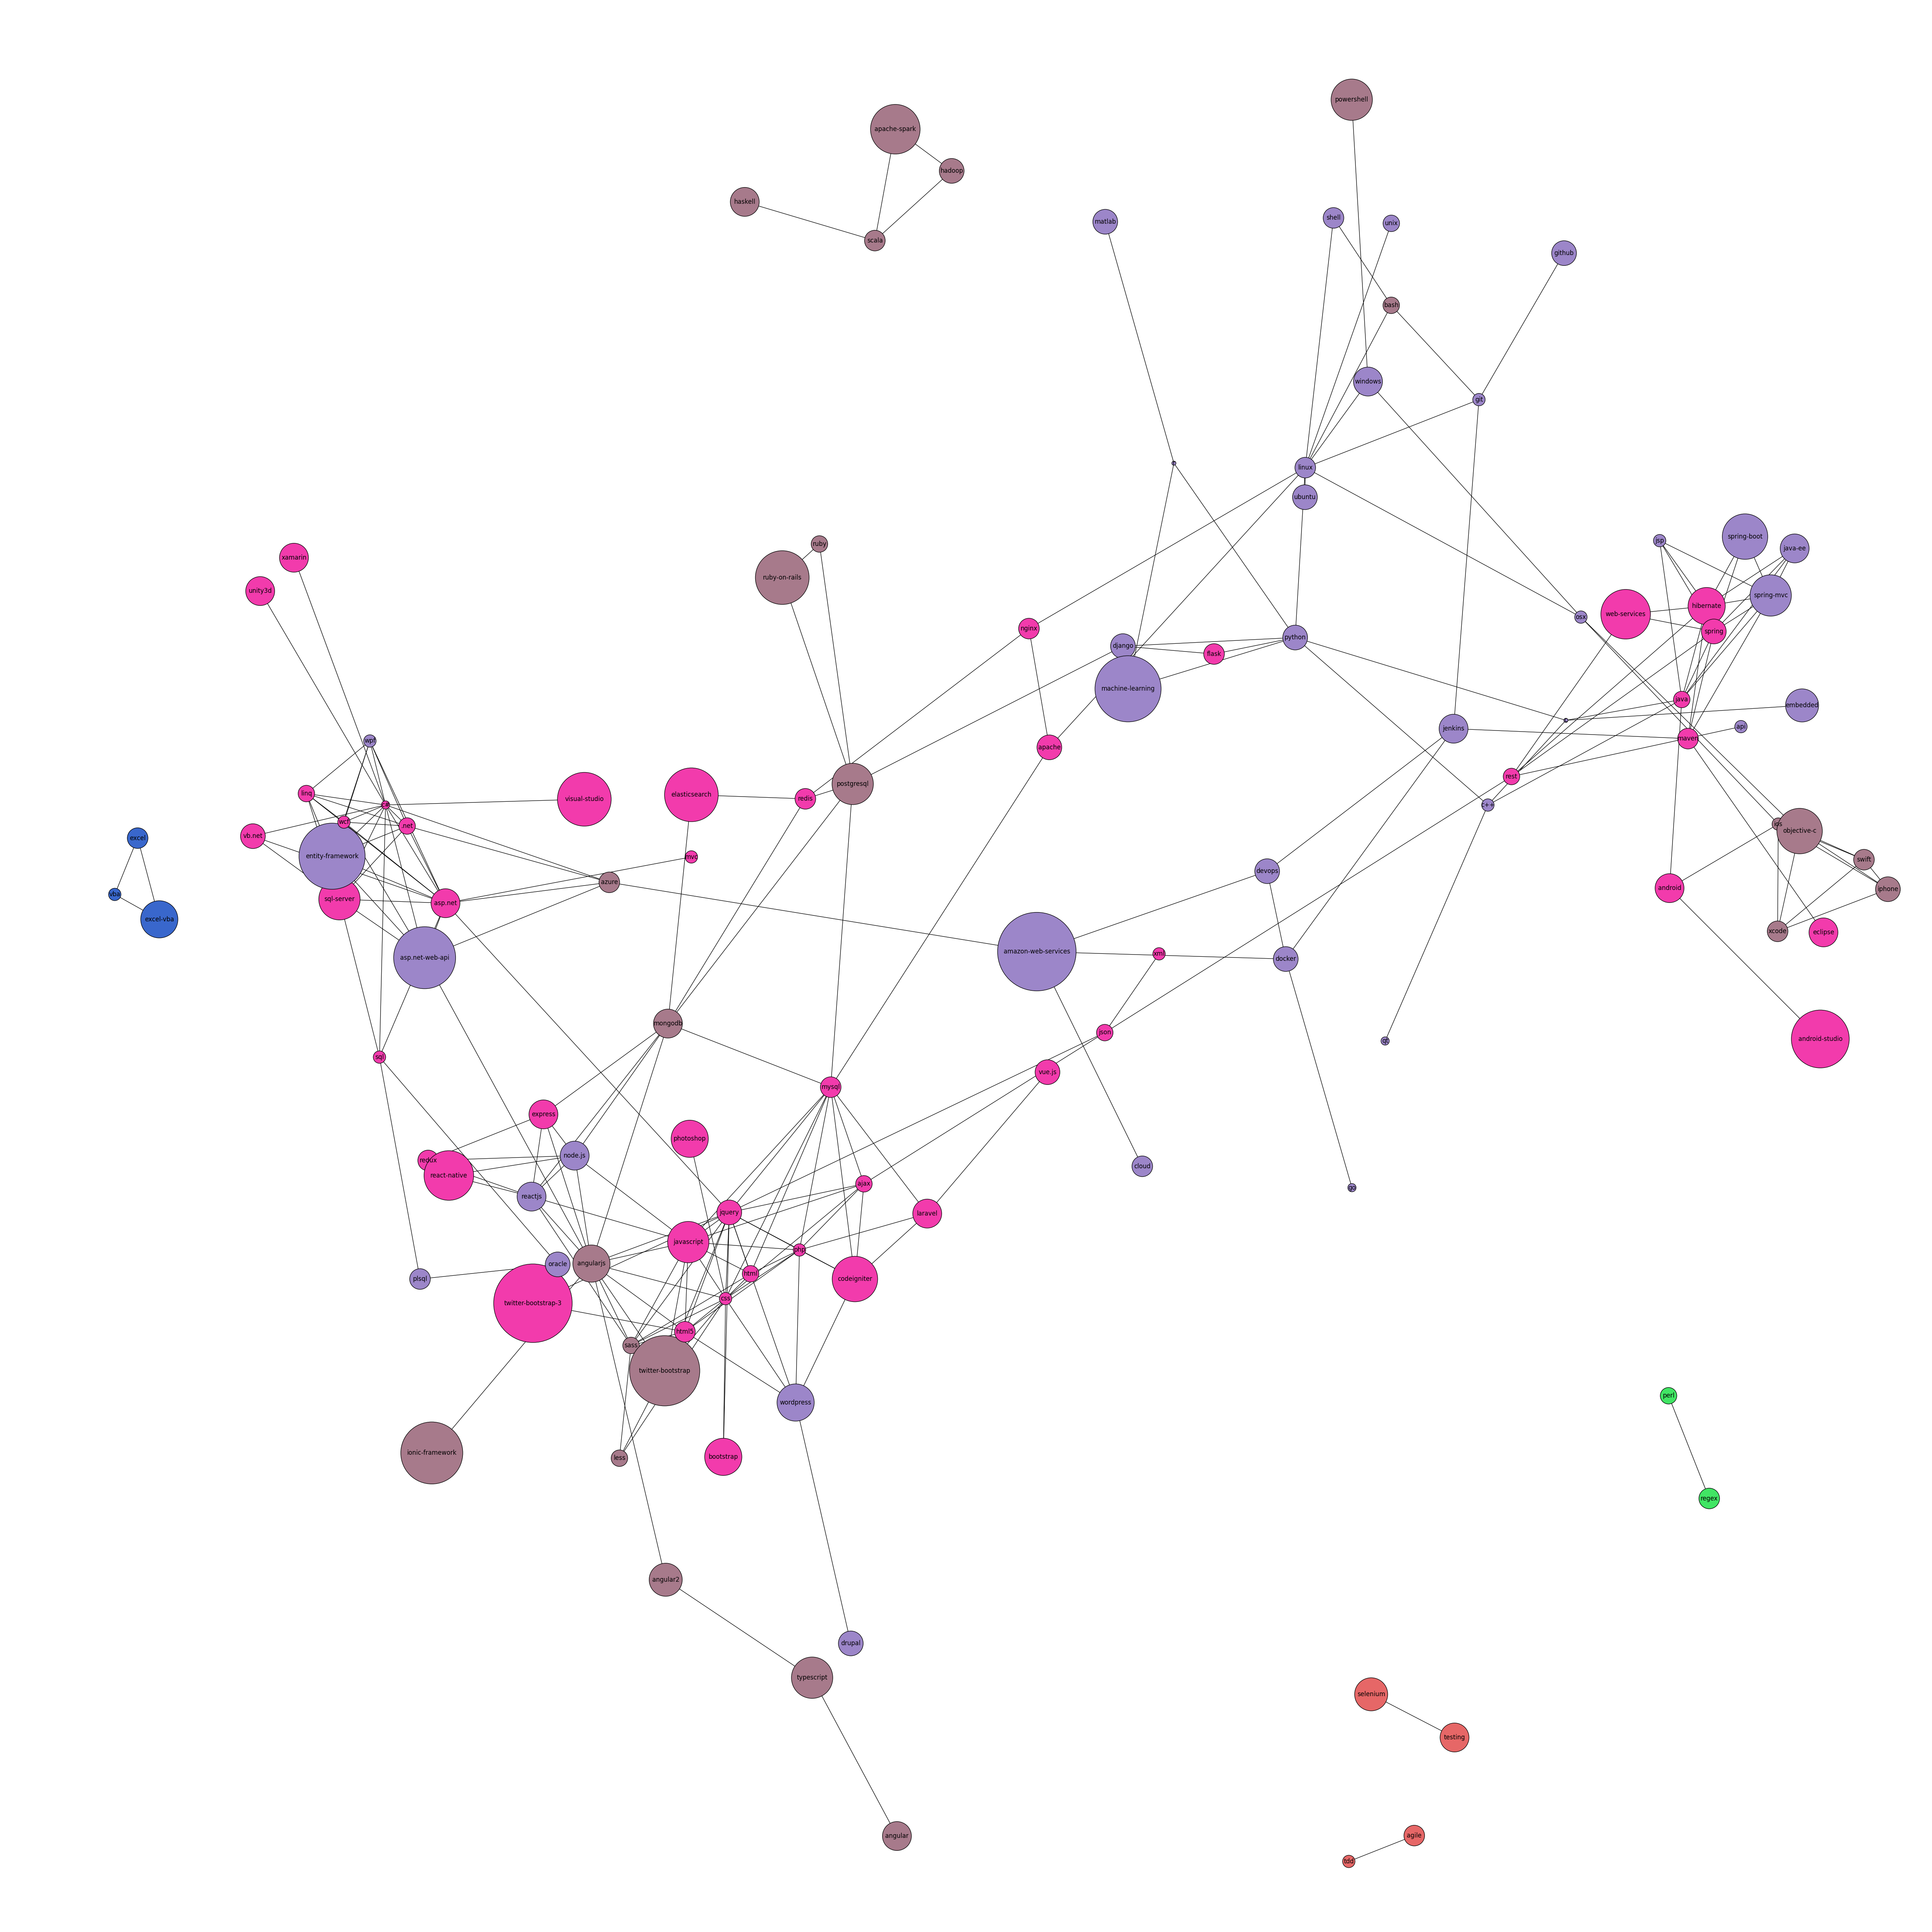 powershell
apache-spark
hadoop
haskell
scala
matlab
shell
unix
github
bash
windows
git
r
linux
ubuntu
ruby
ruby-on-rails
xamarin
unity3d
jsp
spring-boot
java-ee
spring-mvc
hibernate
web-services
osx
spring
nginx
python
django
flask
machine-learning
java
embedded
c
api
jenkins
maven
apache
wpf
rest
postgresql
elasticsearch
redis
visual-studio
linq
c#
c++
wcf
.net
ios
objective-c
vb.net
excel
entity-framework
mvc
swift
azure
devops
android
iphone
vba
sql-server
asp.net
excel-vba
xcode
eclipse
amazon-web-services
xml
asp.net-web-api
docker
mongodb
json
android-studio
qt
sql
vue.js
mysql
express
photoshop
node.js
redux
cloud
react-native
ajax
go
reactjs
jquery
laravel
javascript
php
oracle
angularjs
html
plsql
codeigniter
css
twitter-bootstrap-3
html5
sass
twitter-bootstrap
perl
wordpress
ionic-framework
less
bootstrap
regex
angular2
drupal
typescript
selenium
testing
angular
agile
tdd